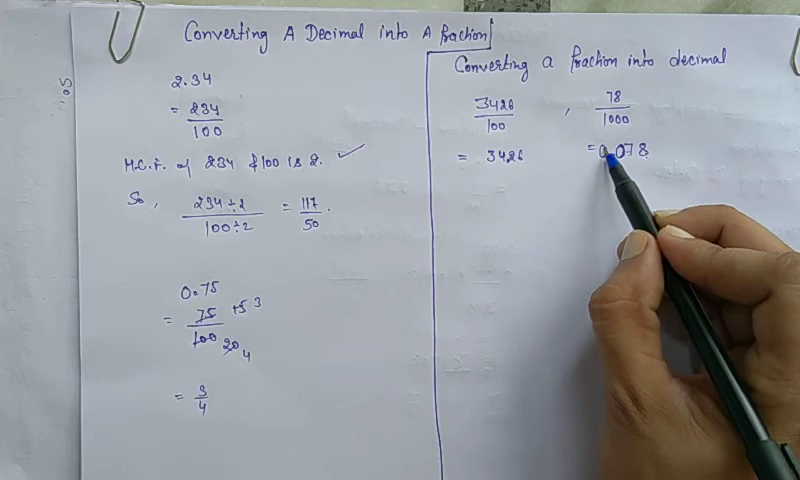 Converting A Decimal into A fraction
2.34
= 234/100
H.C.F of 234 & 100 is 2. ✓
So, 234÷2/100÷2 = 117/50.
0.75
= 75/100 15 3 20 4
= 3/4
Converting a fraction into decimal
3426/100 , 78/1000
= 3426 = 0.078